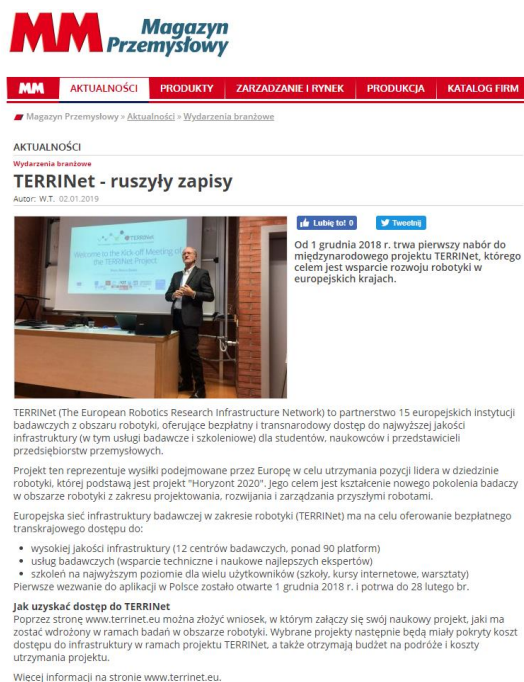 MM Magazyn
Przemysłowy
MM AKTUALNOŚCI PRODUKTY ZARZADZANIE I RYNEK PRODUKCJA KATALOG FIRM
Magazyn Przemysłowy » Aktualności » Wydarzenia branżowe
AKTUALNOŚCI
Wydarzenia branżowe
TERRINet - ruszyły zapisy
Autor: W.T. 02.01.2019
Welcome to the Kick-off Meeting of
the TERRINet Project
Lubię to! 0 Tweetnij
Od 1 grudnia 2018 r. trwa pierwszy nabór do
międzynarodowego projektu TERRINet, którego
celem jest wsparcie rozwoju robotyki w
europejskich krajach.
TERRINet (The European Robotics Research Infrastructure Network) to partnerstwo 15 europejskich instytucji
badawczych z obszaru robotyki, oferujące bezpłatny i transnarodowy dostęp do najwyższej jakości
infrastruktury (w tym usługi badawcze i szkoleniowe) dla studentów, naukowców i przedstawicieli
przedsiębiorstw przemysłowych.
Projekt ten reprezentuje wysiłki podejmowane przez Europę w celu utrzymania pozycji lidera w dziedzinie
robotyki, której podstawą jest projekt "Horyzont 2020". Jego celem jest kształcenie nowego pokolenia badaczy
w obszarze robotyki z zakresu projektowania, rozwijania i zarządzania przyszłymi robotami.
Europejska sieć infrastruktury badawczej w zakresie robotyki (TERRINet) ma na celu oferowanie bezpłatnego
transkrajowego dostępu do:
• wysokiej jakości infrastruktury (12 centrów badawczych, ponad 90 platform)
• usług badawczych (wsparcie techniczne i naukowe najlepszych ekspertów)
• szkoleń na najwyższym poziomie dla wielu użytkowników (szkoły, kursy internetowe, warsztaty)
Pierwsze wezwanie do aplikacji w Polsce zostało otwarte 1 grudnia 2018 r. i potrwa do 28 lutego br.
Jak uzyskać dostęp do TERRINet
Poprzez stronę www.terrinet.eu można złożyć wniosek, w którym załączy się swój naukowy projekt, jaki ma
zostać wdrożony w ramach badań w obszarze robotyki. Wybrane projekty następnie będą miały pokryty koszt
dostępu do infrastruktury w ramach projektu TERRINet, a także otrzymają budżet na podróże i koszty
utrzymania projektu.
Więcej informacji na stronie www.terrinet.eu.